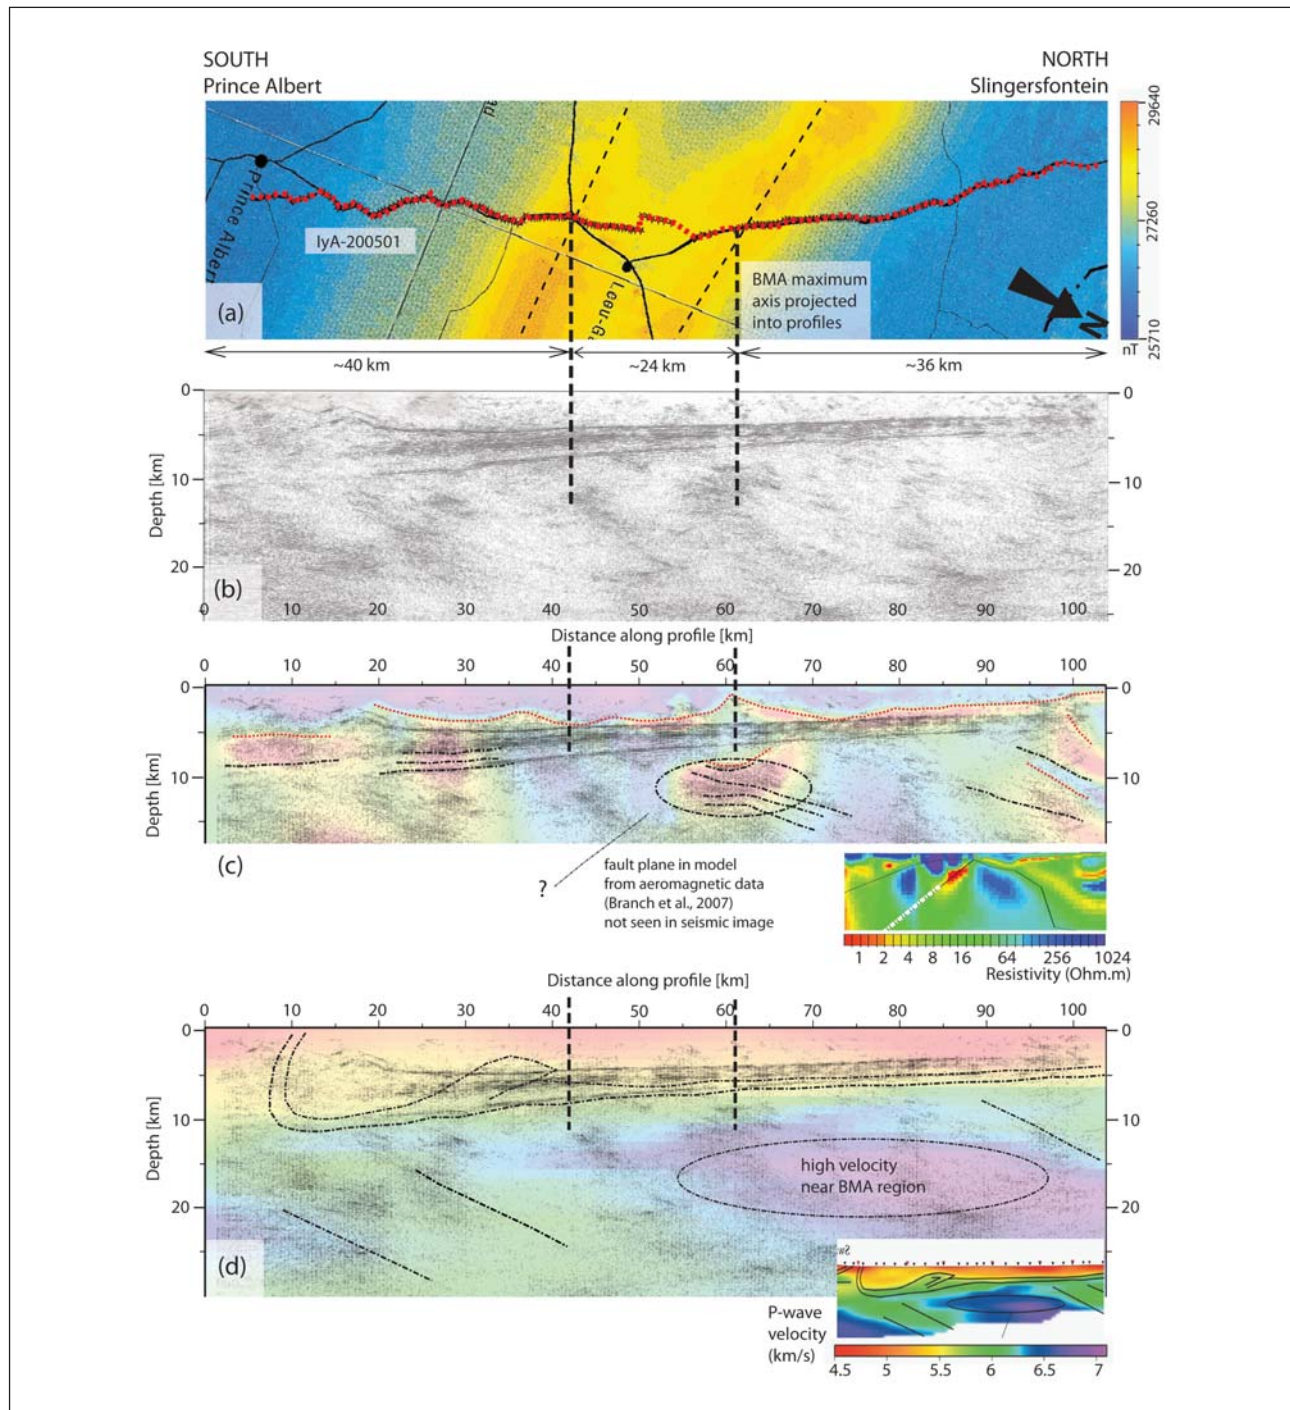 SOUTH
Prince Albert
NORTH
Slingersfontein
Prince Albert
IyA-200501
Leeu-Ga
BMA maximum
axis projected
into profiles
(a)
N
29640
27260
25710
nT
~40 km
~24 km
~36 km
0
10
20
Depth [km]
0
10
20
(b)
0 10 20 30 40 50 60 70 80 90 100
Distance along profile [km]
0 10 20 30 40 50 60 70 80 90 100
0
10
Depth [km]
0
10
(c)
?
fault plane in model
from aeromagnetic data
(Branch et al., 2007)
not seen in seismic image
1 2 4 8 16 64 256 1024
Resistivity (Ohm.m)
Distance along profile [km]
0 10 20 30 40 50 60 70 80 90 100
0
10
20
Depth [km]
0
10
20
high velocity
near BMA region
(d)
P-wave
velocity
(km/s)
4.5 5 5.5 6 6.5 7